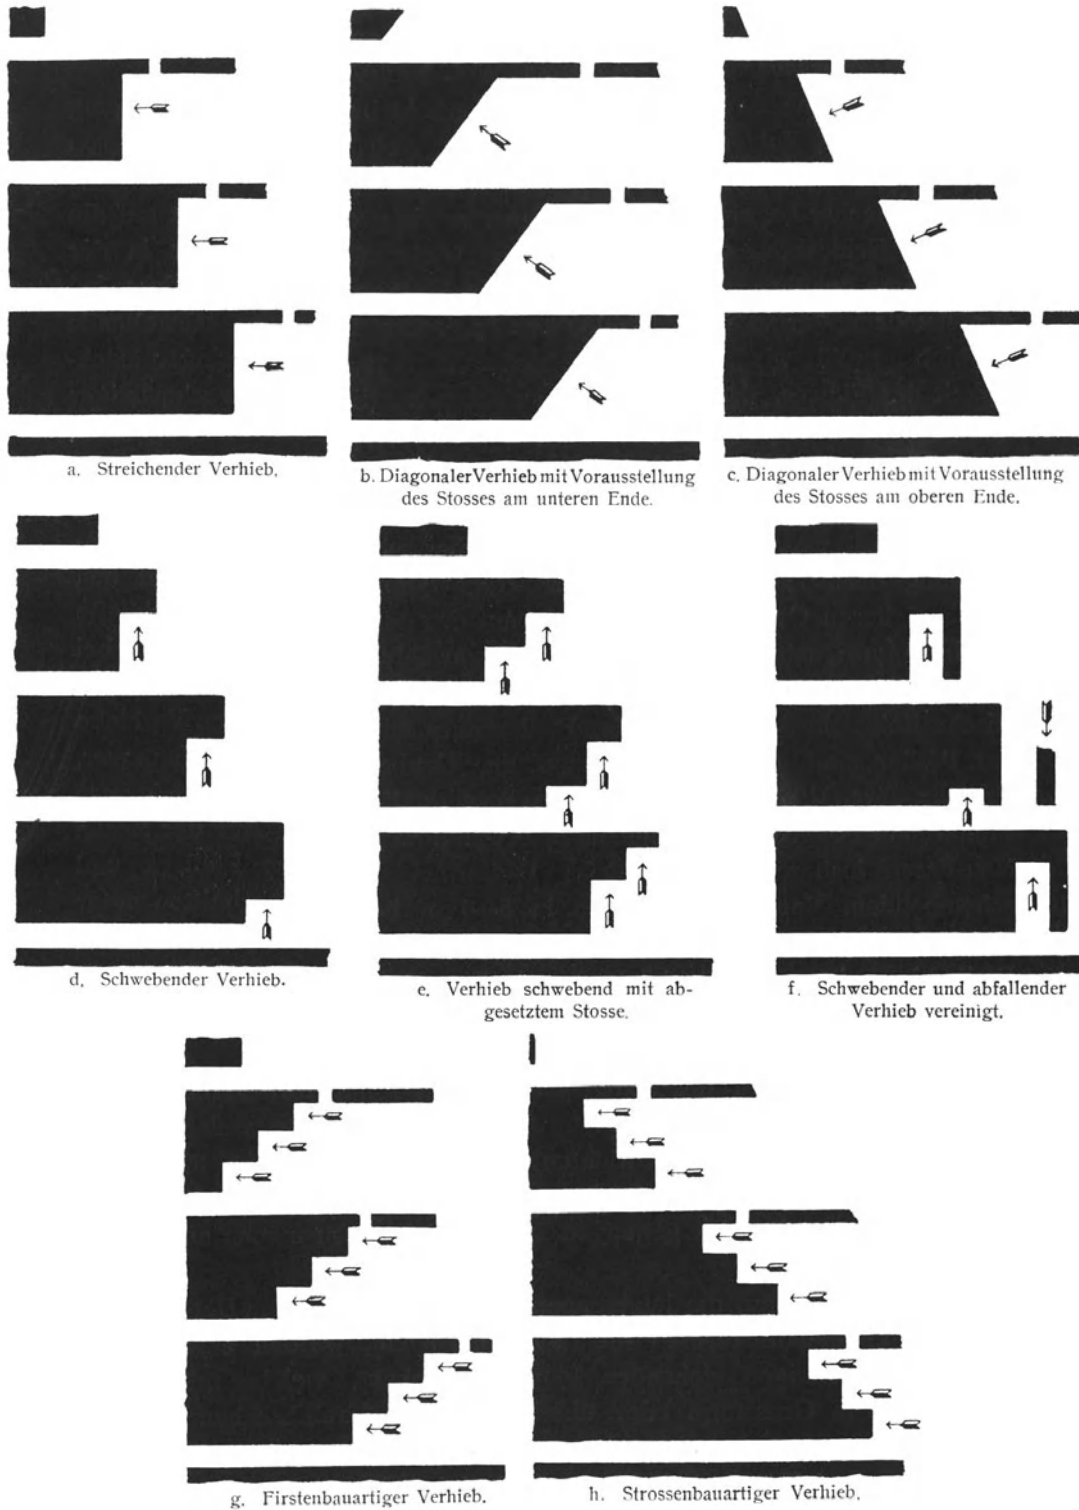 a. Streichender Verhieb.
b. Diagonaler Verhieb mit Vorausstellung
des Stosses am unteren Ende.
c. Diagonaler Verhieb mit Vorausstellung
des Stosses am oberen Ende.
d. Schwebender Verhieb.
e. Verhieb schwebend mit ab-
gesetztem Stosse.
f. Schwebender und abfallender
Verhieb vereinigt.
g. Firstenbauartiger Verhieb.
h. Strossenbauartiger Verhieb.